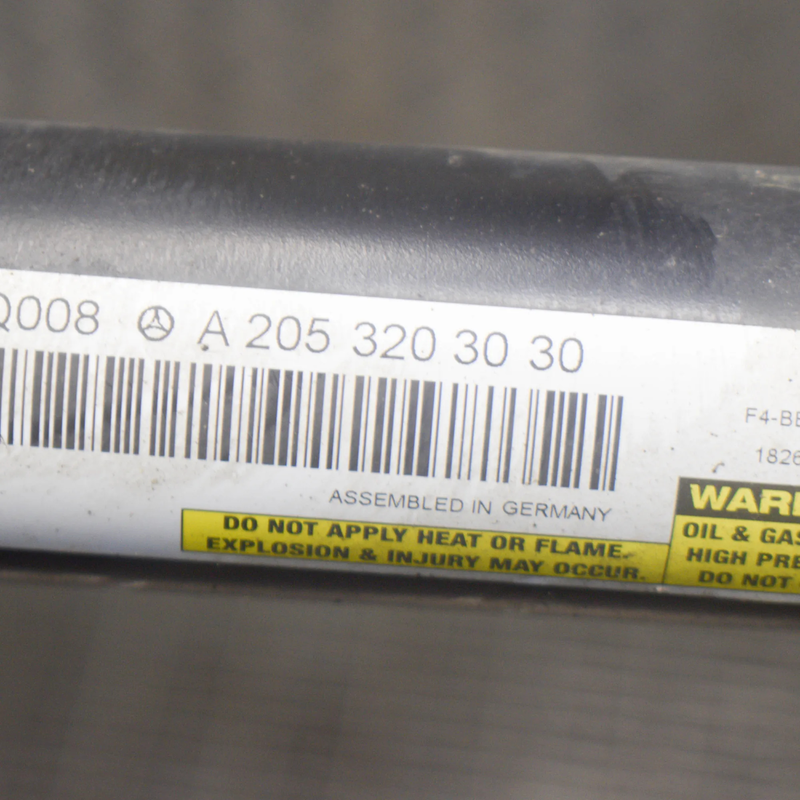 Q008 A 205 320 30 30
F4-BE
1826
ASSEMBLED IN GERMANY
DO NOT APPLY HEAT OR FLAME.
EXPLOSION & INJURY MAY OCCUR.
WARN
OIL & GAS
HIGH PRE
DO NOT